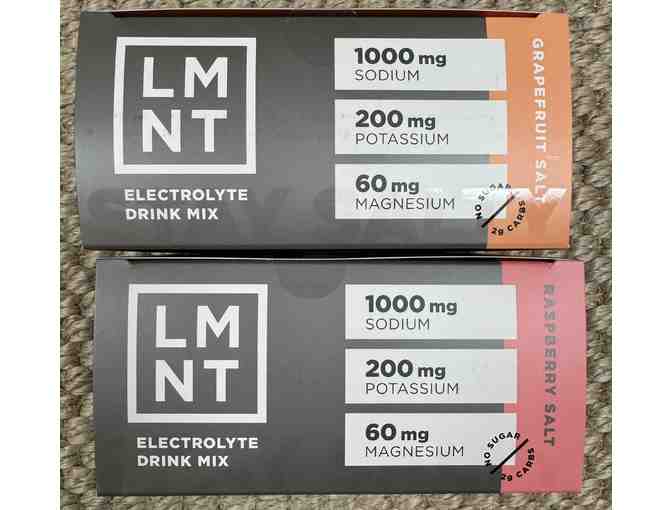 LM
NT
ELECTROLYTE
DRINK MIX
1000 mg
SODIUM
200 mg
POTASSIUM
60 mg
MAGNESIUM
GRAPEFRUIT SALT
NO SUGAR
2g CARBS
STAY SALTY
LM
NT
ELECTROLYTE
DRINK MIX
1000 mg
SODIUM
200 mg
POTASSIUM
60 mg
MAGNESIUM
RASPBERRY SALT
NO SUGAR
2g CARBS